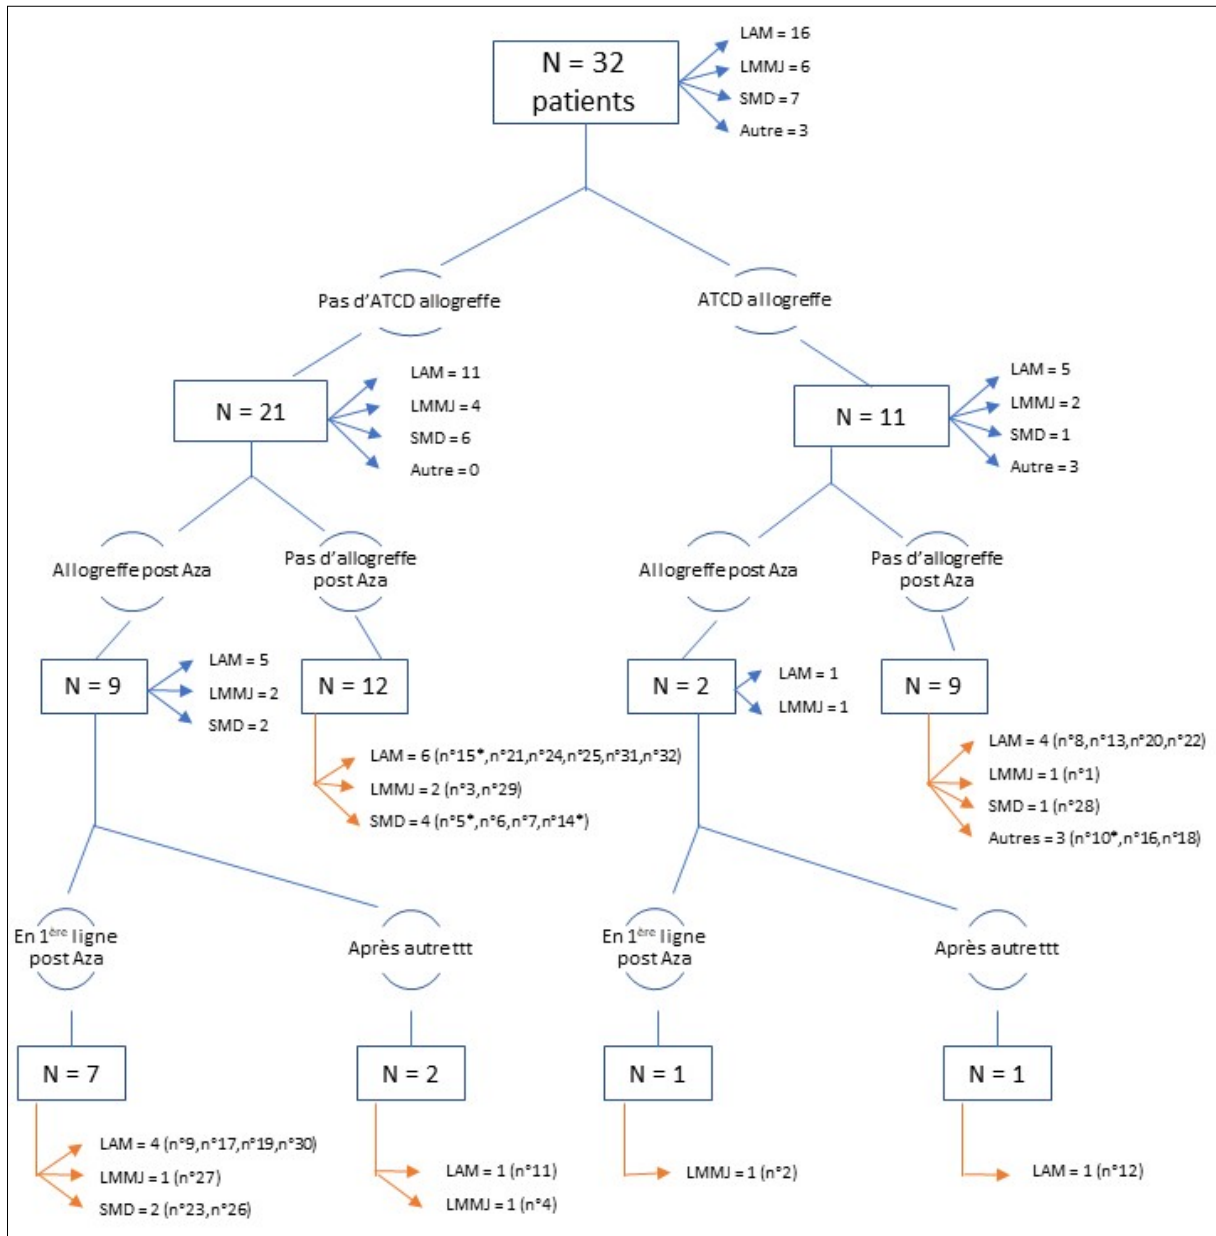 N = 32
patients
LAM = 16
LMMJ = 6
SMD = 7
Autre = 3
Pas d'ATCD allogreffe
ATCD allogreffe
N = 21
LAM = 11
LMMJ = 4
SMD = 6
Autre = 0
N = 11
LAM = 5
LMMJ = 2
SMD = 1
Autre = 3
Allogreffe post Aza
Pas d'allogreffe
post Aza
Allogreffe post Aza
Pas d'allogreffe
post Aza
N = 9
LAM = 5
LMMJ = 2
SMD = 2
N = 12
LAM = 6 (n°15*,n°21,n°24,n°25,n°31,n°32)
LMMJ = 2 (n°3,n°29)
SMD = 4 (n°5*,n°6,n°7,n°14*)
N = 2
LAM = 1
LMMJ = 1
N = 9
LAM = 4 (n°8,n°13,n°20,n°22)
LMMJ = 1 (n°1)
SMD = 1 (n°28)
Autres = 3 (n°10*,n°16,n°18)
En 1ère ligne
post Aza
Après autre ttt
En 1ère ligne
post Aza
Après autre ttt
N = 7
LAM = 4 (n°9,n°17,n°19,n°30)
LMMJ = 1 (n°27)
SMD = 2 (n°23,n°26)
N = 2
LAM = 1 (n°11)
LMMJ = 1 (n°4)
N = 1
LMMJ = 1 (n°2)
N = 1
LAM = 1 (n°12)